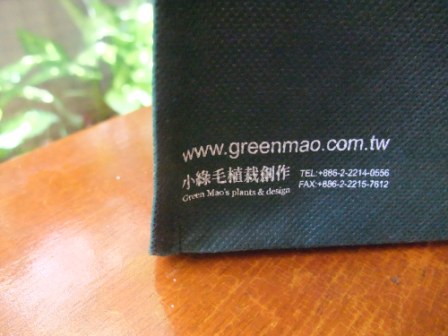 www.greenmao.com.tw
小綠毛植栽創作 TEL:+886-2-2214-0556
Green Mao's plants & design FAX:+886-2-2215-7612